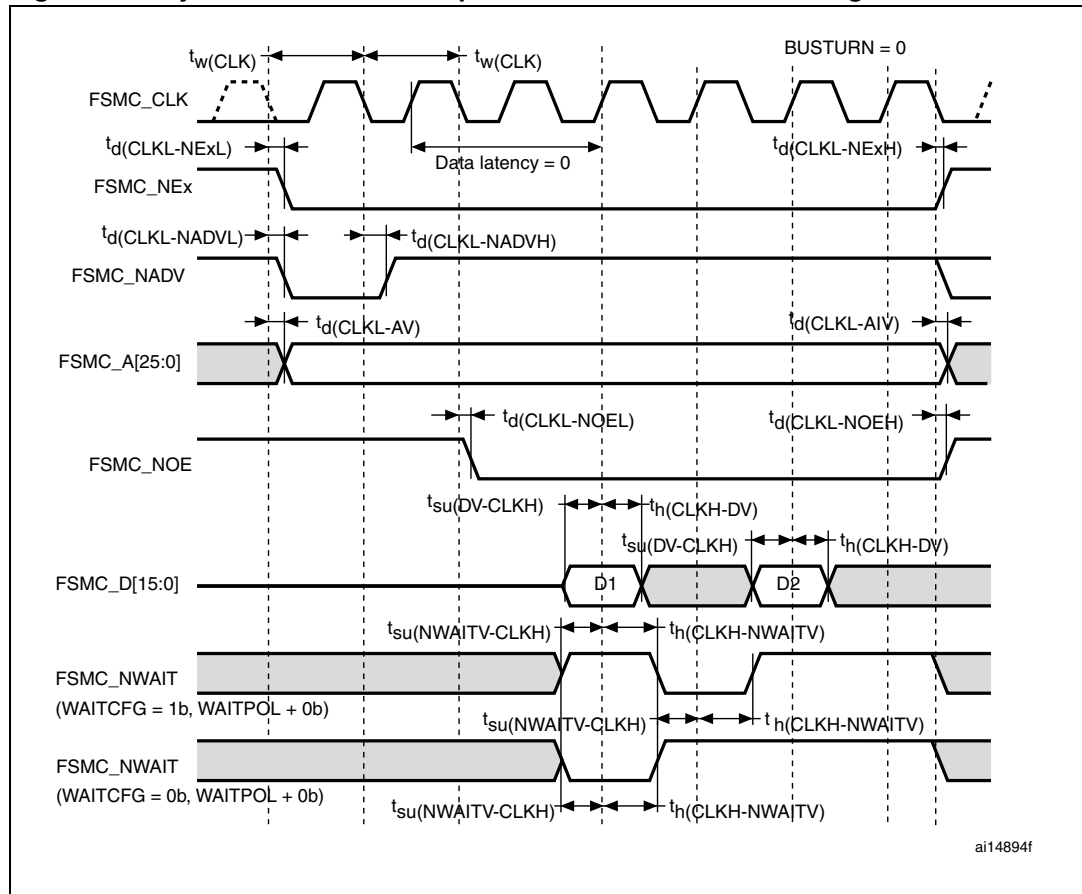 BUSTURN = 0
tw(CLK) tw(CLK)
FSMC_CLK
td(CLKL-NExL) Data latency = 0 td(CLKL-NExH)
FSMC_NEx
td(CLKL-NADVL) td(CLKL-NADVH)
FSMC_NADV
td(CLKL-AV) td(CLKL-AIV)
FSMC_A[25:0]
td(CLKL-NOEL) td(CLKL-NOEH)
FSMC_NOE
tsu(DV-CLKH) th(CLKH-DV)
tsu(DV-CLKH) th(CLKH-DV)
FSMC_D[15:0] D1 D2
tsu(NWAITV-CLKH) th(CLKH-NWAITV)
FSMC_NWAIT
(WAITCFG = 1b, WAITPOL + 0b)
tsu(NWAITV-CLKH) th(CLKH-NWAITV)
FSMC_NWAIT
(WAITCFG = 0b, WAITPOL + 0b)
tsu(NWAITV-CLKH) th(CLKH-NWAITV)
ai14894f